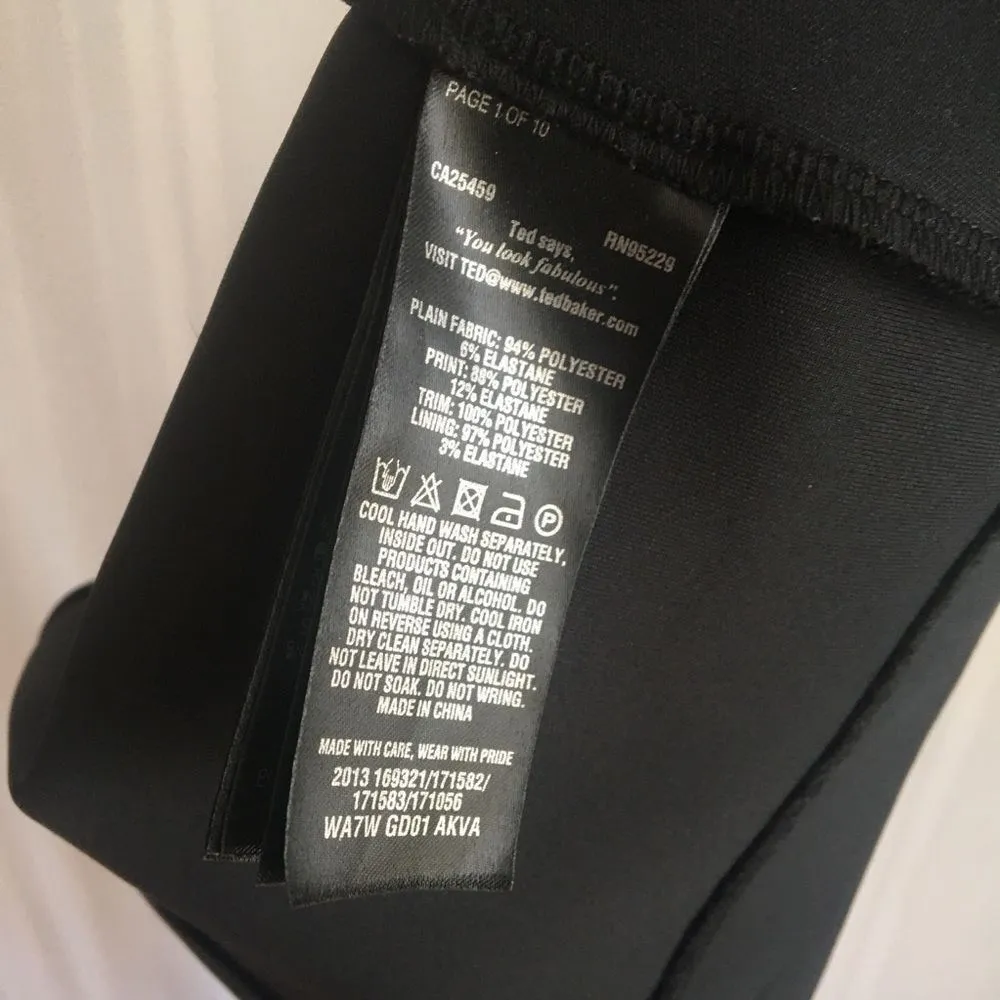 PAGE 1 OF 10
CA25459
RN95229
Ted says,
"You look fabulous".
VISIT TED@www.tedbaker.com
PLAIN FABRIC: 94% POLYESTER
6% ELASTANE
PRINT: 88% POLYESTER
12% ELASTANE
TRIM: 100% POLYESTER
LINING: 97% POLYESTER
3% ELASTANE
P
COOL HAND WASH SEPARATELY,
INSIDE OUT. DO NOT USE
PRODUCTS CONTAINING
BLEACH, OIL OR ALCOHOL. DO
NOT TUMBLE DRY. COOL IRON
ON REVERSE USING A CLOTH.
DRY CLEAN SEPARATELY. DO
NOT LEAVE IN DIRECT SUNLIGHT.
DO NOT SOAK. DO NOT WRING.
MADE IN CHINA
MADE WITH CARE, WEAR WITH PRIDE
2013 169321/171582/
171583/171056
WA7W GD01 AKVA